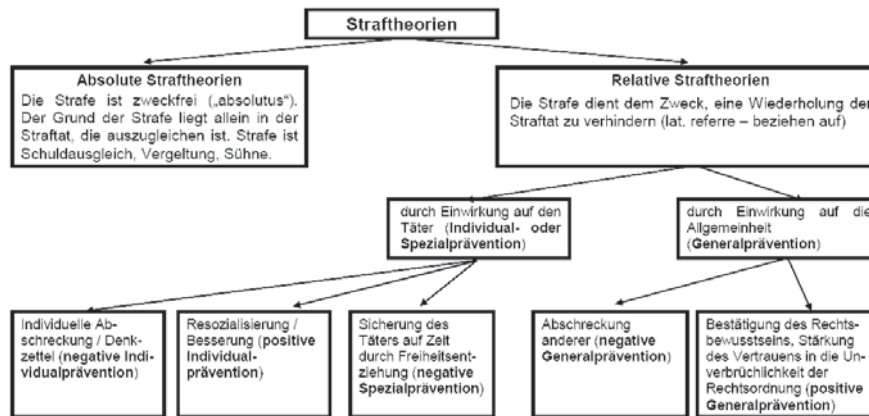 Straftheorien
Absolute Straftheorien
Die Strafe ist zweckfrei („absolutus“).
Der Grund der Strafe liegt allein in der
Straftat, die auszugleichen ist. Strafe ist
Schuldausgleich, Vergeltung, Sühne.
Relative Straftheorien
Die Strafe dient dem Zweck, eine Wiederholung der
Straftat zu verhindern (lat. referre – beziehen auf)
durch Einwirkung auf den
Täter (Individual- oder
Spezialprävention)
durch Einwirkung auf die
Allgemeinheit
(Generalprävention)
Individuelle Ab-
schreckung / Denk-
zettel (negative Indi-
vidualprävention)
Resozialisierung /
Besserung (positive
Individual-
prävention)
Sicherung des
Täters auf Zeit
durch Freiheitsent-
ziehung (negative
Spezialprävention)
Abschreckung
anderer (negative
Generalprävention)
Bestätigung des Rechts-
bewusstseins, Stärkung
des Vertrauens in die Un-
verbrüchlichkeit der
Rechtsordnung (positive
Generalprävention)